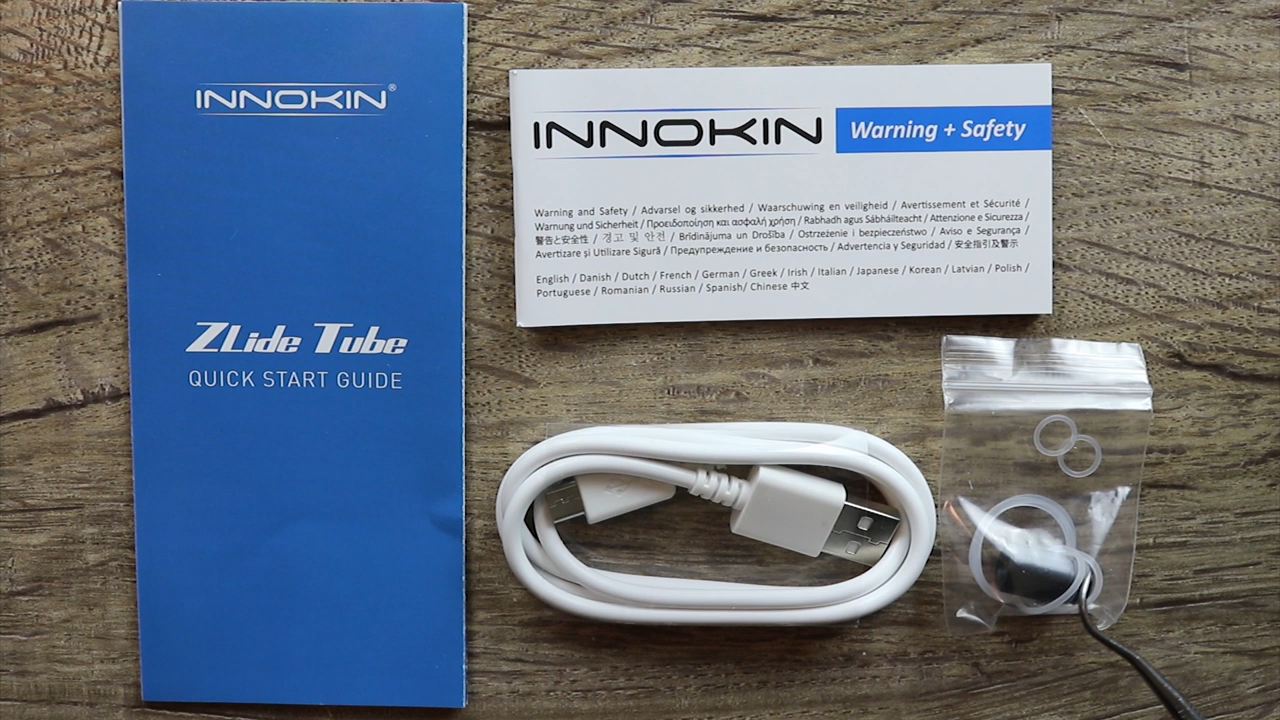 INNOKIN®
ZLide Tube
QUICK START GUIDE
INNOKIN
Warning + Safety
Warning and Safety / Advarsel og sikkerhed / Waarschuwing en veiligheid / Avertissement et Sécurité /
Warnung und Sicherheit / Προειδοποίηση και ασφαλή χρήση / Rabhadh agus Sábháilteacht / Attenzione e Sicurezza /
警告と安全性 / 경고 및 안전 / Brīdinājuma un Drošība / Ostrzeżenie i bezpieczeństwo / Aviso e Segurança /
Avertizare și Utilizare Sigură / Предупреждение и безопасность / Advertencia y Seguridad / 安全指引及警示
English / Danish / Dutch / French / German / Greek / Irish / Italian / Japanese / Korean / Latvian / Polish /
Portuguese / Romanian / Russian / Spanish/ Chinese 中文